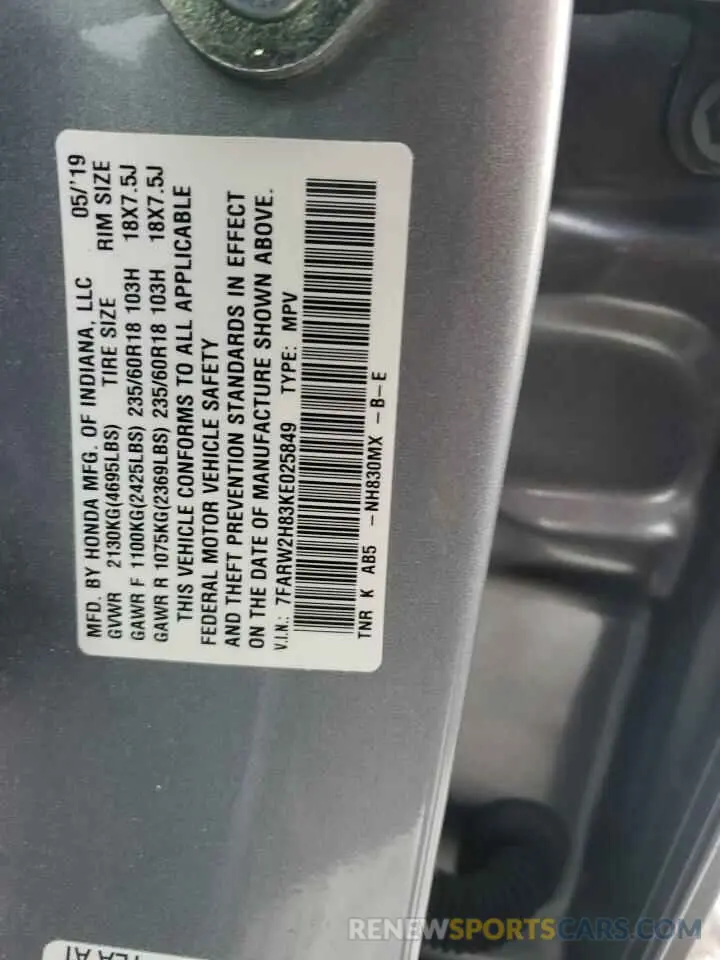 MFD. BY HONDA MFG. OF INDIANA, LLC 05/'19
GVWR 2130KG(4695LBS) TIRE SIZE RIM SIZE
GAWR F 1100KG(2425LBS) 235/60R18 103H 18X7.5J
GAWR R 1075KG(2369LBS) 235/60R18 103H 18X7.5J
THIS VEHICLE CONFORMS TO ALL APPLICABLE
FEDERAL MOTOR VEHICLE SAFETY
AND THEFT PREVENTION STANDARDS IN EFFECT
ON THE DATE OF MANUFACTURE SHOWN ABOVE.
V.I.N.: 7FARW2H83KE025849 TYPE: MPV
TNR K AB5 -NH830MX -B-E
RENEWSPORTSCARS.COM